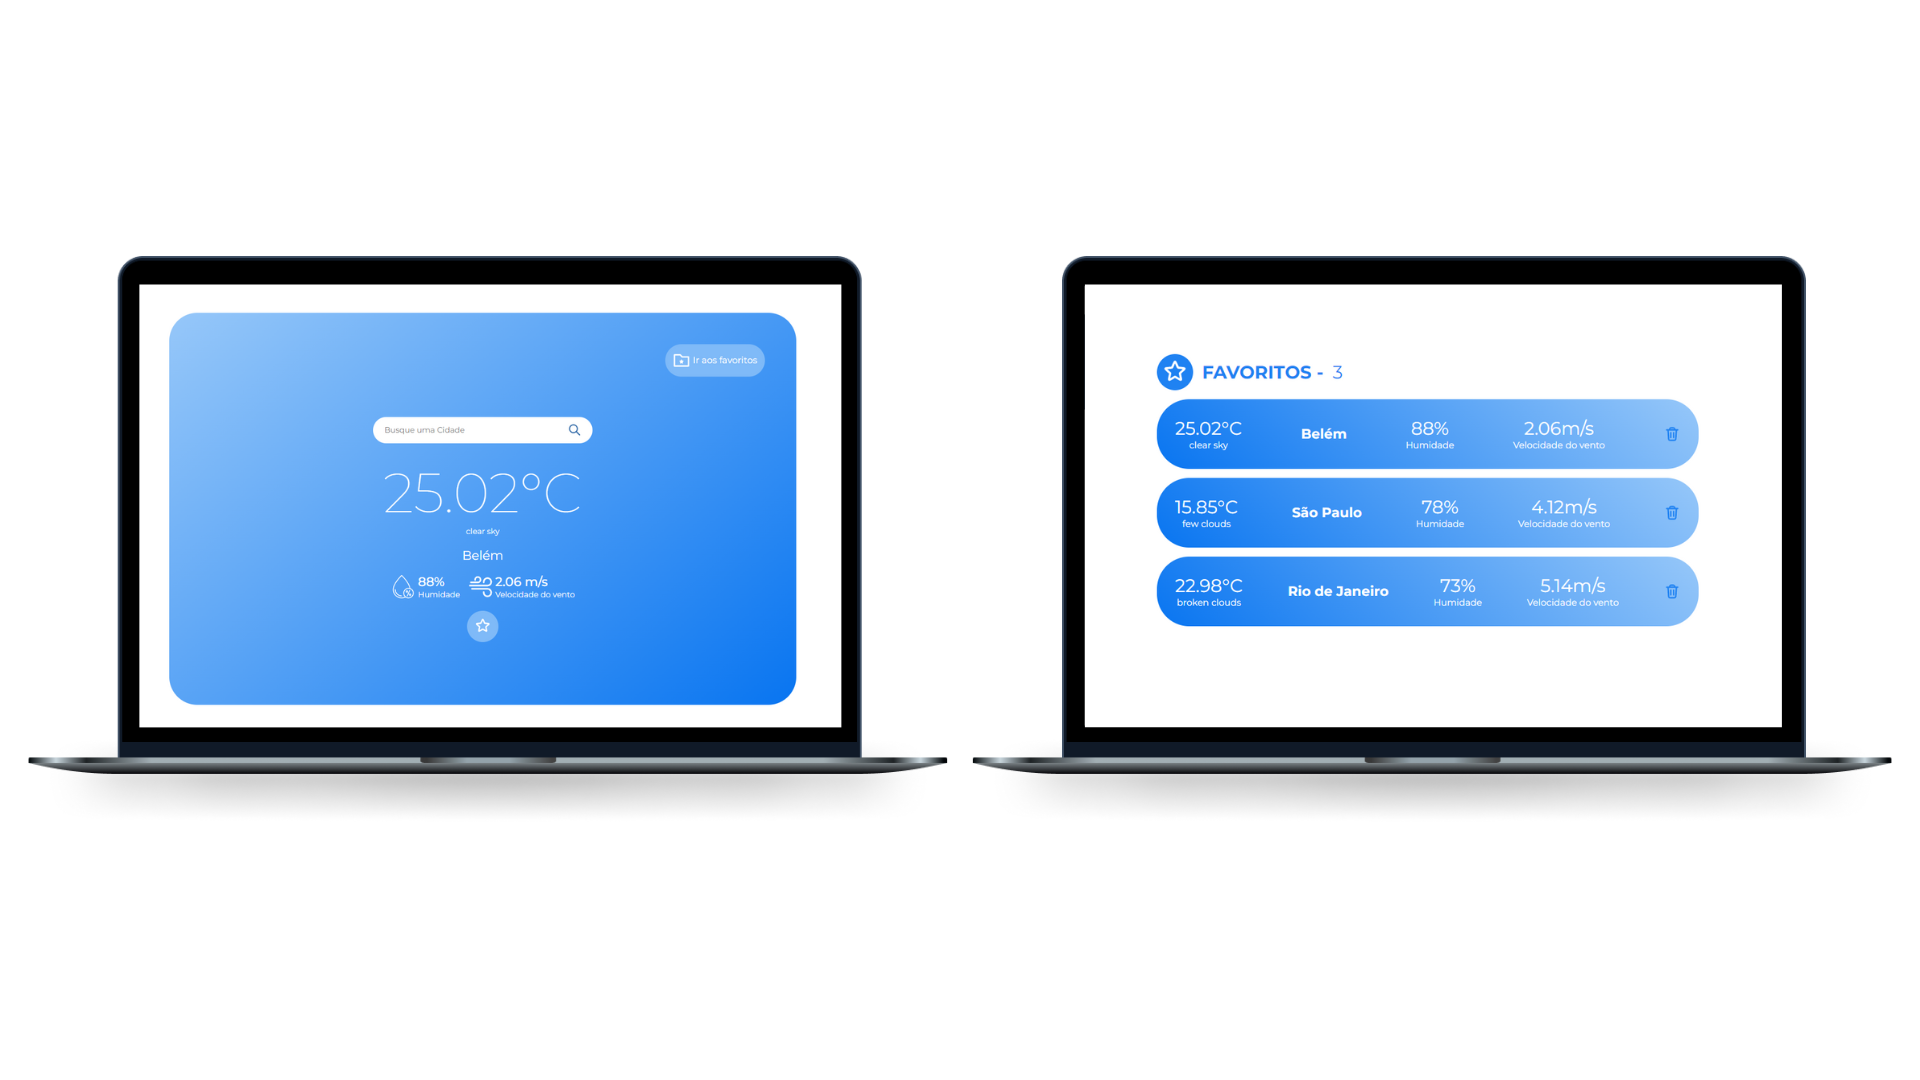 Ir aos favoritos
Busque uma Cidade
25.02°C
clear sky
Belém
88%
Humidade
2.06 m/s
Velocidade do vento
FAVORITOS - 3
25.02°C
clear sky
Belém
88%
Humidade
2.06m/s
Velocidade do vento
15.85°C
few clouds
São Paulo
78%
Humidade
4.12m/s
Velocidade do vento
22.98°C
broken clouds
Rio de Janeiro
73%
Humidade
5.14m/s
Velocidade do vento